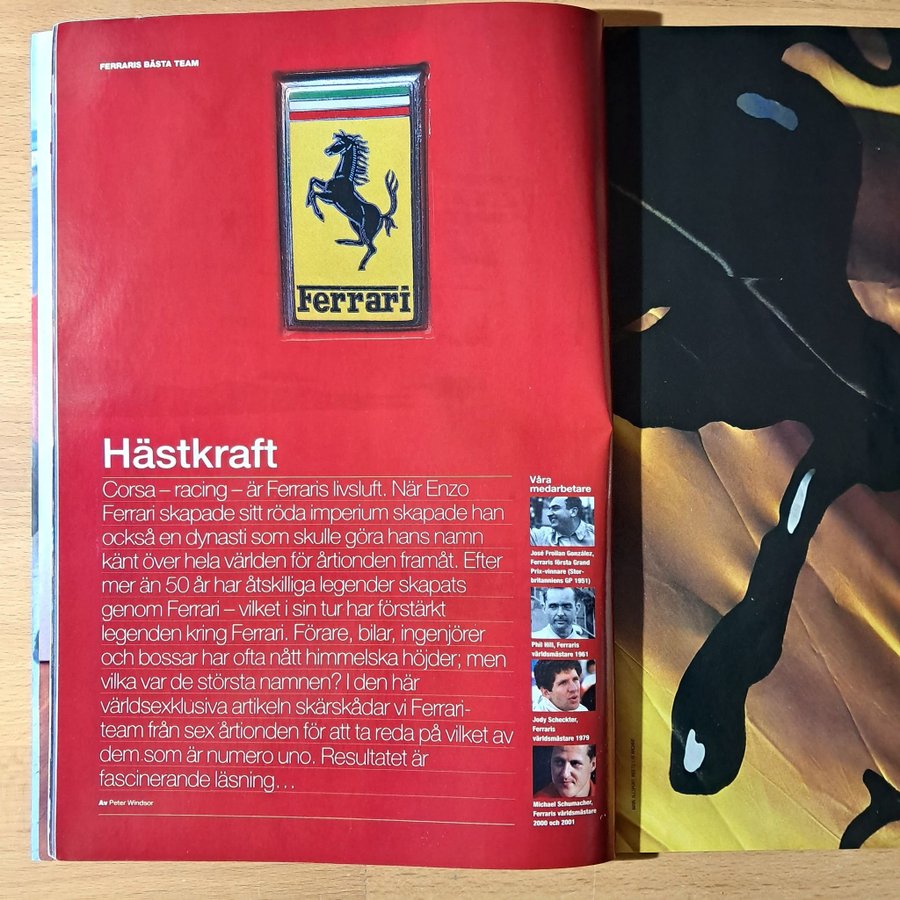 FERRARIS BÄSTA TEAM
Ferrari
Hästkraft
Corsa – racing – är Ferraris livsluft. När Enzo
Ferrari skapade sitt röda imperium skapade han
också en dynasti som skulle göra hans namn
känt över hela världen för årtionden framåt. Efter
mer än 50 år har åtskilliga legender skapats
genom Ferrari – vilket i sin tur har förstärkt
legenden kring Ferrari. Förare, bilar, ingenjörer
och bossar har ofta nått himmelska höjder; men
vilka var de största namnen? I den här
världsexklusiva artikeln skärskådar vi Ferrari-
team från sex årtionden för att ta reda på vilket av
dem som är numero uno. Resultatet är
fascinerande läsning…
Av Peter Windsor
Våra
medarbetare
José Froilan González,
Ferraris första Grand
Prix-vinnare (Stor-
britanniens GP 1951)
Phil Hill, Ferraris
världsmästare 1961
Jody Scheckter,
Ferraris
världsmästare 1979
Michael Schumacher,
Ferraris världsmästare
2000 och 2001